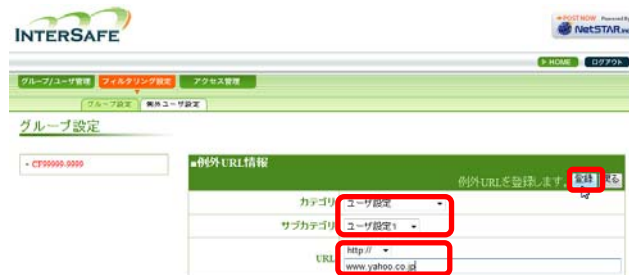 INTERSAFE
POST NOW Powered By
NetSTAR Inc
HOME ログアウト
グループ/ユーザ管理 フィルタリング設定 アクセス管理
グループ設定 例外ユーザ設定
グループ設定
CF99999-9999
■例外URL情報
例外URLを登録します。 登録 戻る
カテゴリ ユーザ設定
サブカテゴリ ユーザ設定1
URL http://
www.yahoo.co.jp